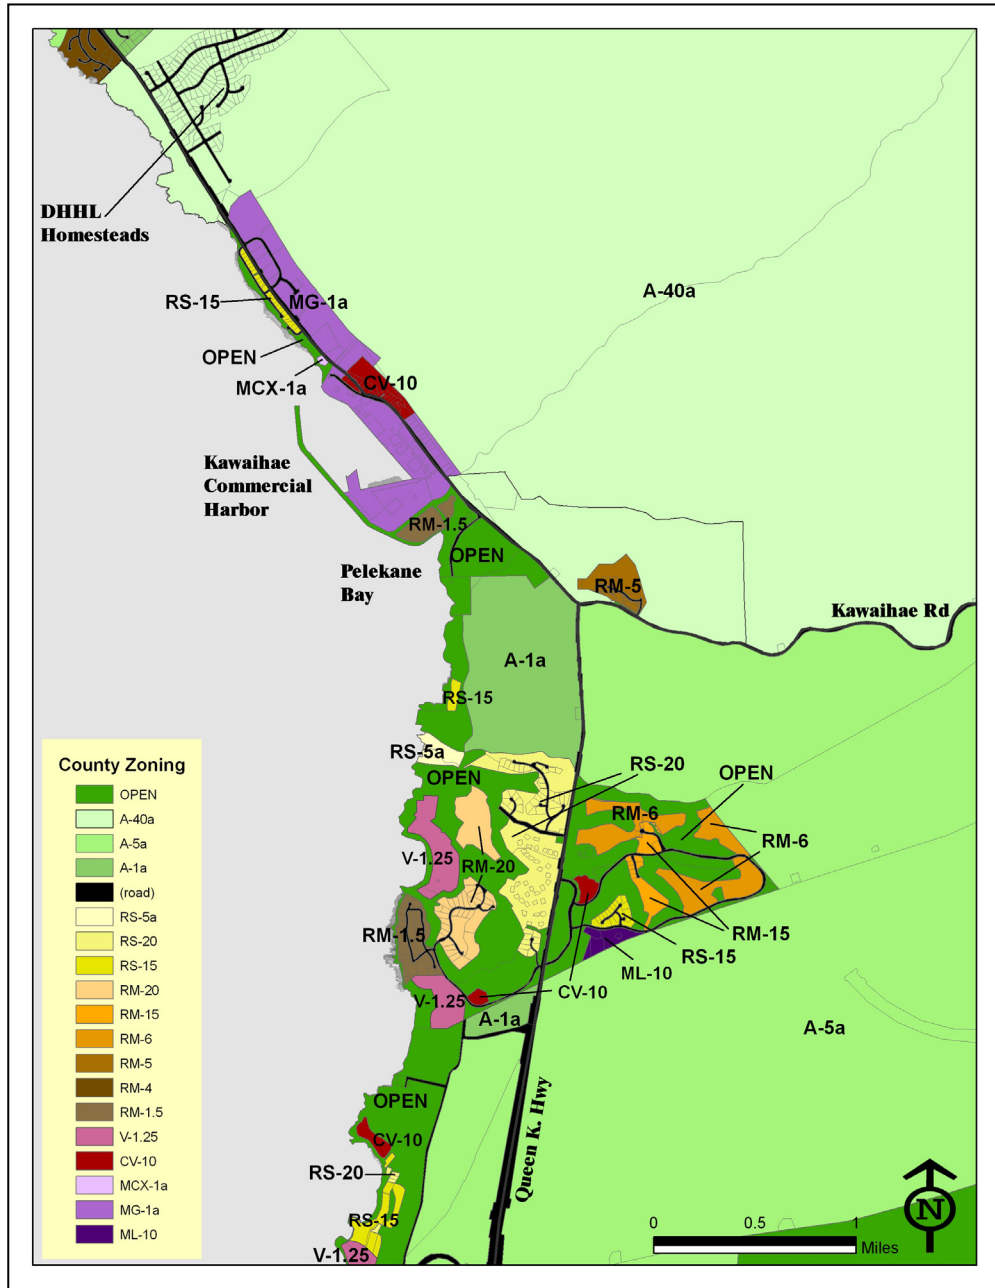 DHHL
Homesteads
A-40a
RS-15
MG-1a
OPEN
MCX-1a
CV-10
Kawaihae
Commercial
Harbor
RM-1.5
OPEN
Pelekane
Bay
RM-5
Kawaihae Rd
A-1a
RS-15
RS-5a
RS-20
OPEN
OPEN
RM-6
RM-6
V-1.25
RM-20
RM-1.5
RM-15
RS-15
ML-10
CV-10
V-1.25
A-1a
A-5a
Queen K. Hwy
OPEN
CV-10
RS-20
RS-15
V-1.25
County Zoning
OPEN
A-40a
A-5a
A-1a
(road)
RS-5a
RS-20
RS-15
RM-20
RM-15
RM-6
RM-5
RM-4
RM-1.5
V-1.25
CV-10
MCX-1a
MG-1a
ML-10
N
0 0.5 1
Miles